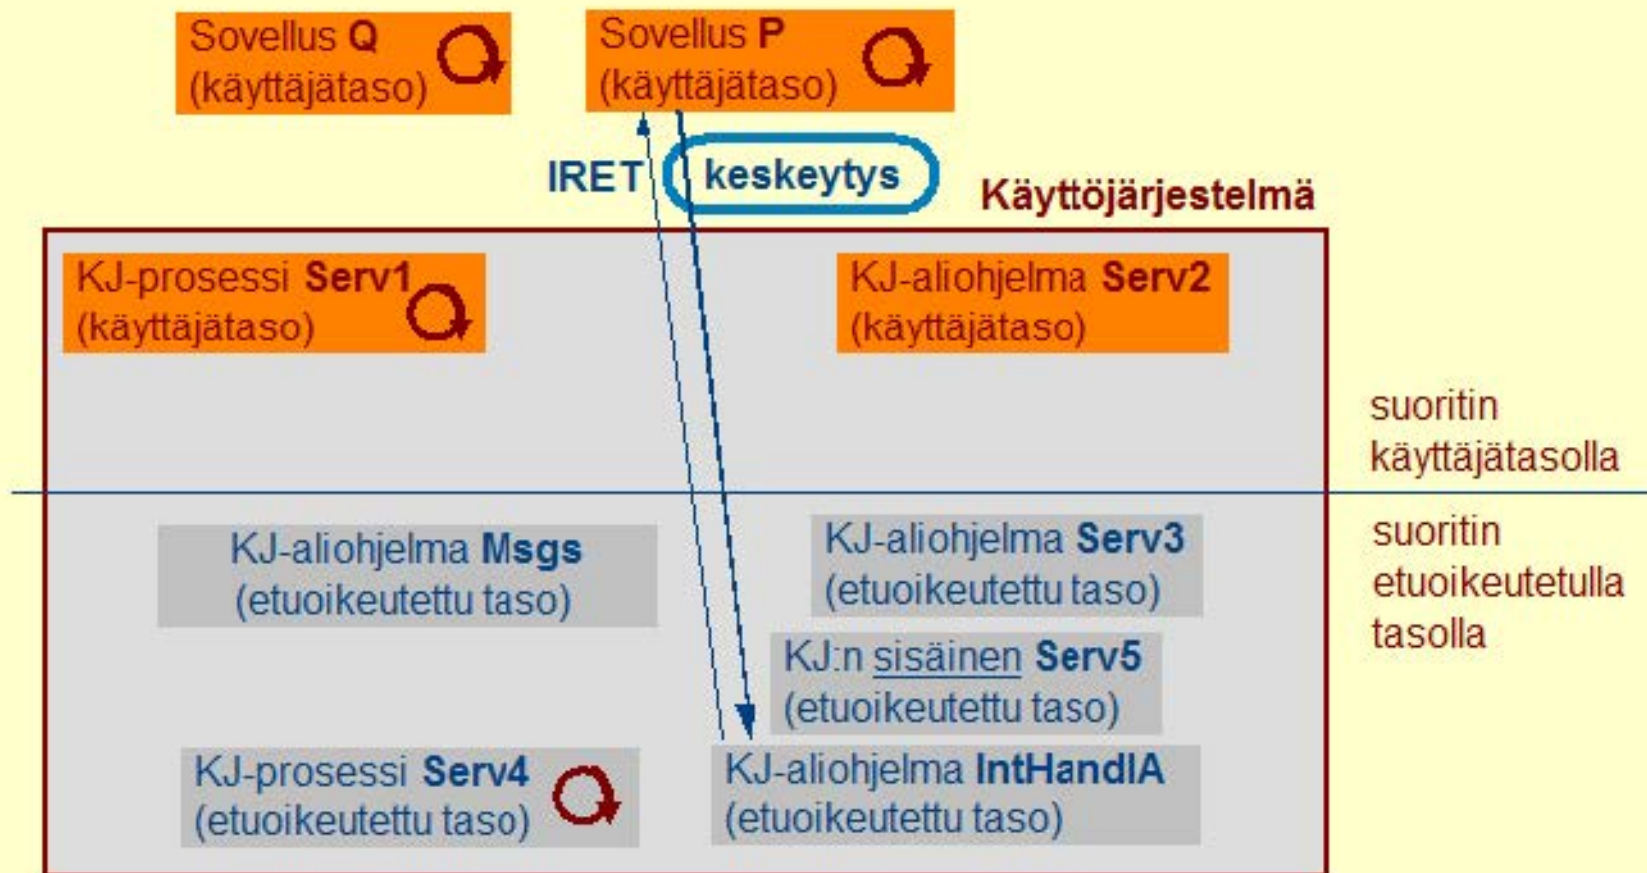 Sovellus Q
(käyttäjätaso)
Sovellus P
(käyttäjätaso)
IRET
keskeytys
Käyttöjärjestelmä
KJ-prosessi Serv1
(käyttäjätaso)
KJ-aliohjelma Serv2
(käyttäjätaso)
suoritin
käyttäjätasolla
suoritin
etuoikeutetulla
tasolla
KJ-aliohjelma Msgs
(etuoikeutettu taso)
KJ-aliohjelma Serv3
(etuoikeutettu taso)
KJ:n sisäinen Serv5
(etuoikeutettu taso)
KJ-prosessi Serv4
(etuoikeutettu taso)
KJ-aliohjelma IntHandlA
(etuoikeutettu taso)